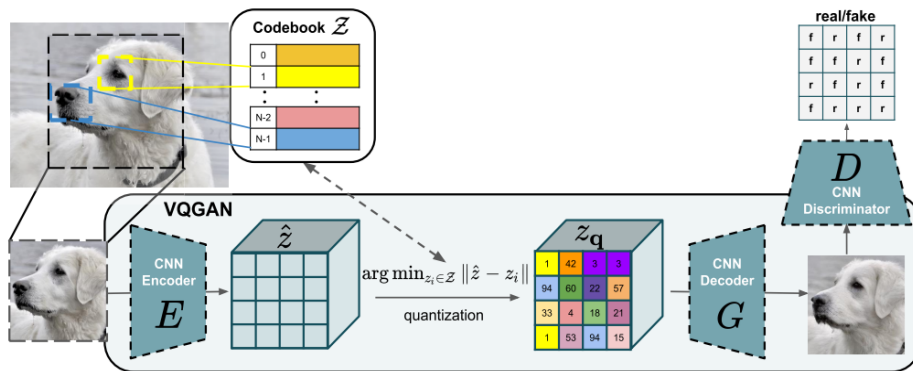 Codebook 𝒵
0
1
: :
N-2
N-1
real/fake
f r f r
f f r f
r f r f
f r r r
D
CNN
Discriminator
VQGAN
CNN
Encoder
E
ẑ
arg min_{z_i∈𝒵} ‖ẑ − z_i‖
quantization
z_q
1 42 3 3
94 60 22 57
33 4 18 21
1 53 94 15
CNN
Decoder
G